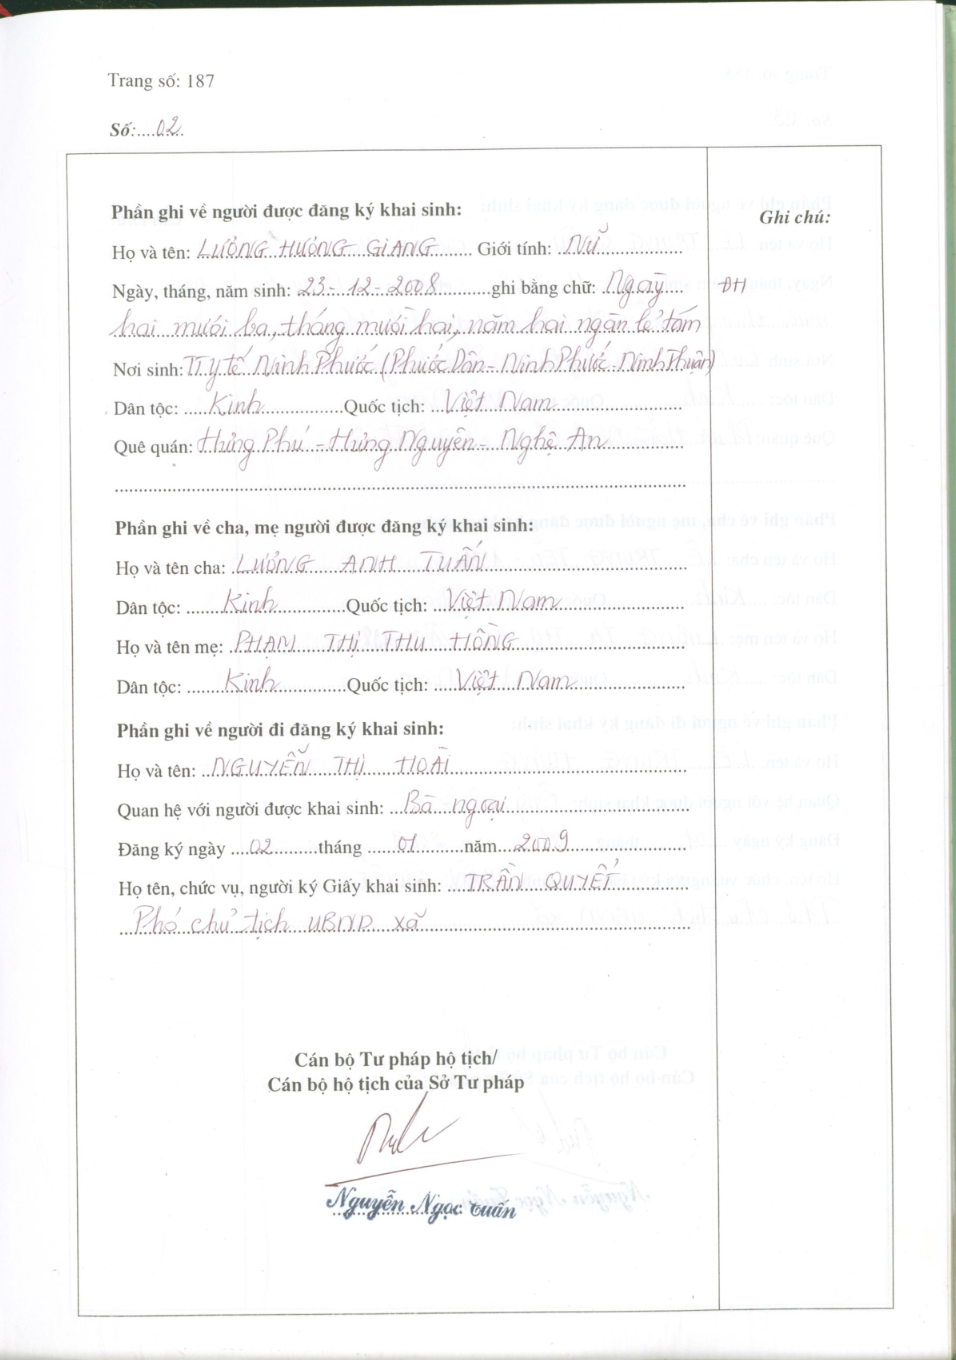 Trang số: 187
Số:....02..
Phần ghi về người được đăng ký khai sinh:
Ghi chú:
Họ và tên: LƯƠNG HƯƠNG GIANG Giới tính: NỮ
Ngày, tháng, năm sinh: 23-12-2008 ghi bằng chữ: Ngày
ĐH
hai mươi ba, tháng mười hai, năm hai ngàn lẻ tám
Nơi sinh: TTy tế Ninh Phước (Phước Dân - Ninh Phước - Ninh Thuận)
Dân tộc: Kinh Quốc tịch: Việt Nam
Quê quán: Hưng Phú - Hưng Nguyên - Nghệ An
Phần ghi về cha, mẹ người được đăng ký khai sinh:
Họ và tên cha: LƯƠNG ANH TUẤN
Dân tộc: Kinh Quốc tịch: Việt Nam
Họ và tên mẹ: PHẠM THỊ THU HỒNG
Dân tộc: Kinh Quốc tịch: Việt Nam
Phần ghi về người đi đăng ký khai sinh:
Họ và tên: NGUYỄN THỊ HOÀI
Quan hệ với người được khai sinh: Bà ngoại
Đăng ký ngày 02 tháng 01 năm 2009
Họ tên, chức vụ, người ký Giấy khai sinh: TRẦN QUYẾT
Phó chủ tịch UBND xã
Cán bộ Tư pháp hộ tịch/
Cán bộ hộ tịch của Sở Tư pháp
Nguyễn Ngọc Tuấn